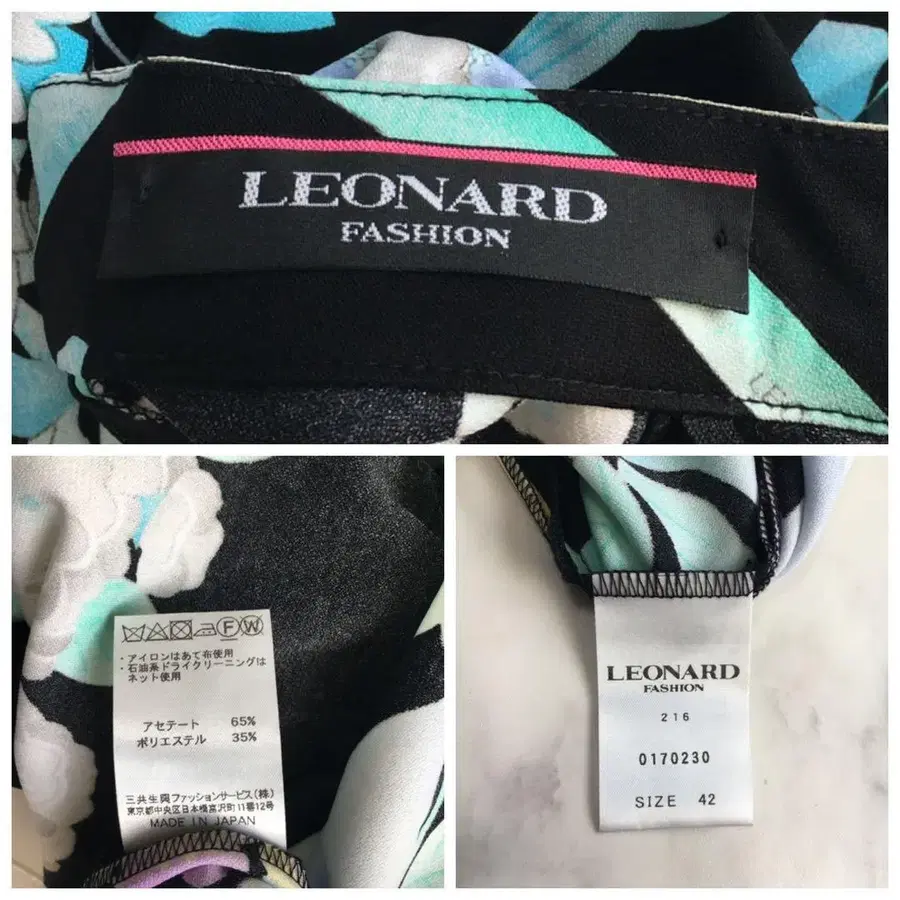 LEONARD
FASHION
F W
・アイロンはあて布使用
・石油系ドライクリーニングは
ネット使用
アセテート 65%
ポリエステル 35%
三共生興ファッションサービス(株)
東京都中央区日本橋富沢町11番12号
MADE IN JAPAN
LEONARD
FASHION
216
0170230
SIZE 42